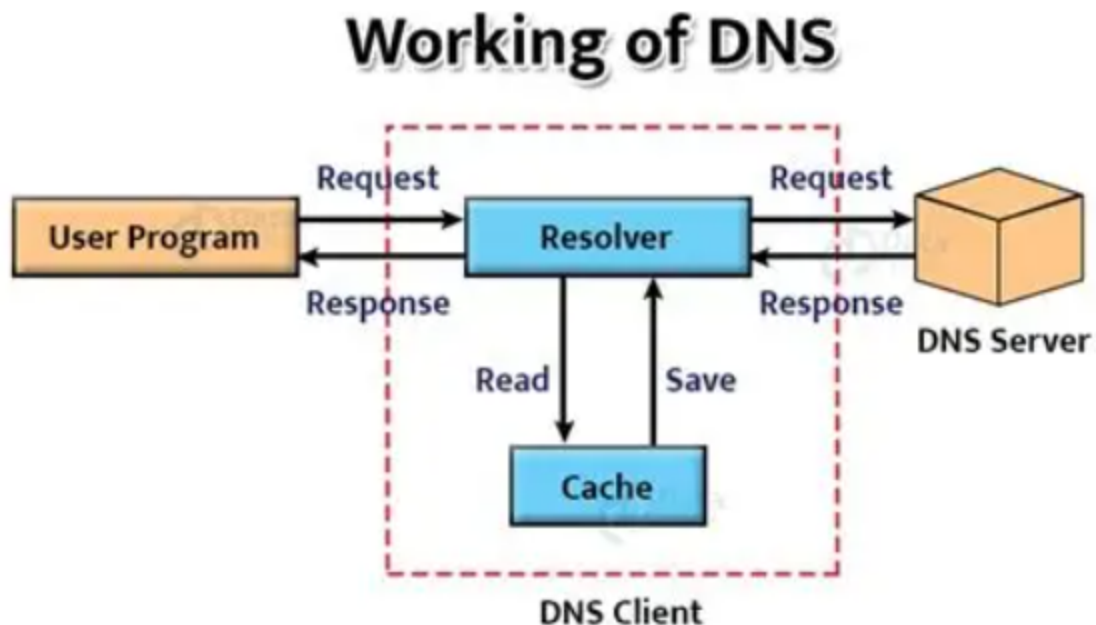 Working of DNS
Request
Request
User Program
Resolver
Response
Response
DNS Server
Read
Save
Cache
DNS Client